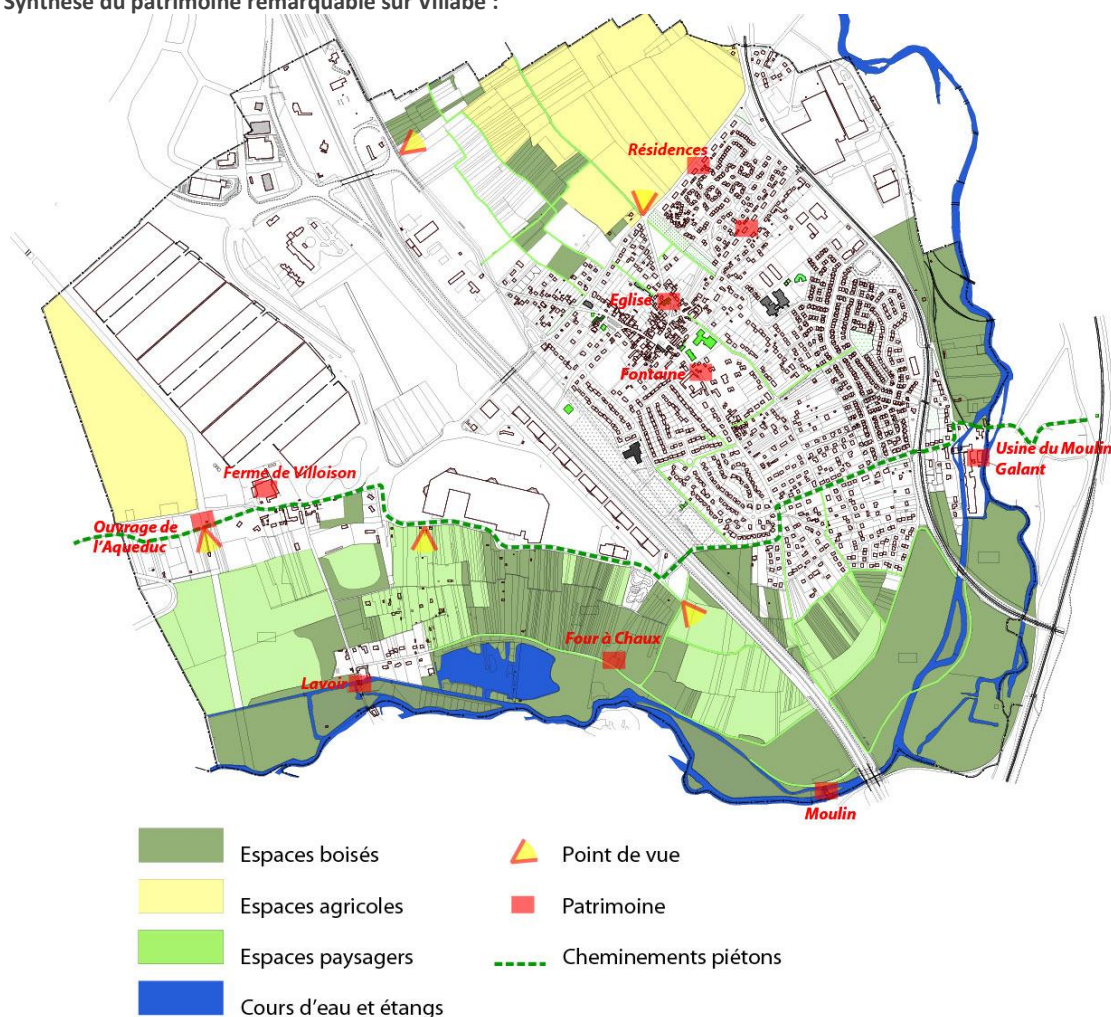 Synthèse du patrimoine remarquable sur Villabé :
Résidences
Eglise
Fontaine
Usine du Moulin
Galant
Ferme de Villoison
Ouvrage de
l'Aqueduc
Four à Chaux
Lavoir
Moulin
Espaces boisés
Point de vue
Espaces agricoles
Patrimoine
Espaces paysagers
Cheminements piétons
Cours d'eau et étangs